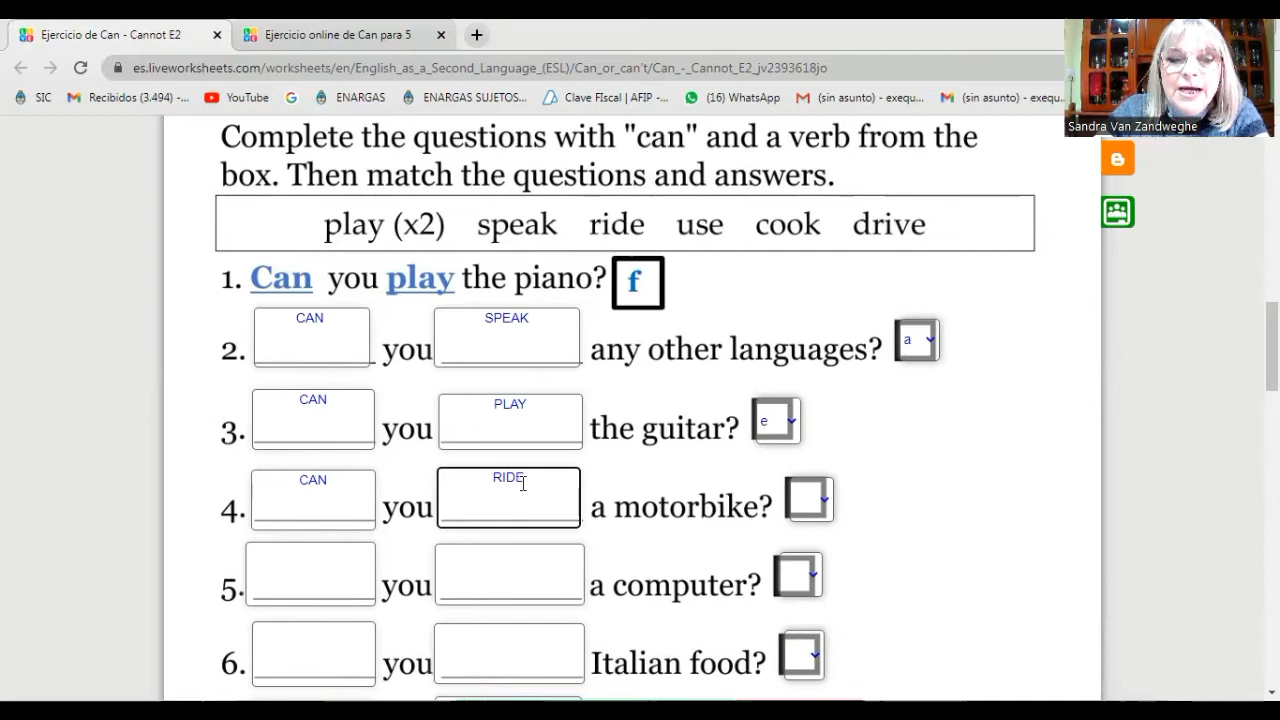 Ejercicio de Can - Cannot E2
Ejercicio online de Can para 5
es.liveworksheets.com/worksheets/en/English_as_a_Second_Language_(ESL)/Can_or_can't/Can_-_Cannot_E2_jv2393618jo
SIC Recibidos (3.494) -... YouTube ENARGAS ENARGAS SISTEMAS... Clave Fiscal | AFIP -... (16) WhatsApp (sin asunto) – exequ... (sin asunto) – exequ...
Sandra Van Zandweghe
Complete the questions with "can" and a verb from the
box. Then match the questions and answers.
play (x2) speak ride use cook drive
1. Can you play the piano? f
2. CAN you SPEAK any other languages? a
3. CAN you PLAY the guitar? e
4. CAN you RIDE a motorbike?
5. you a computer?
6. you Italian food?